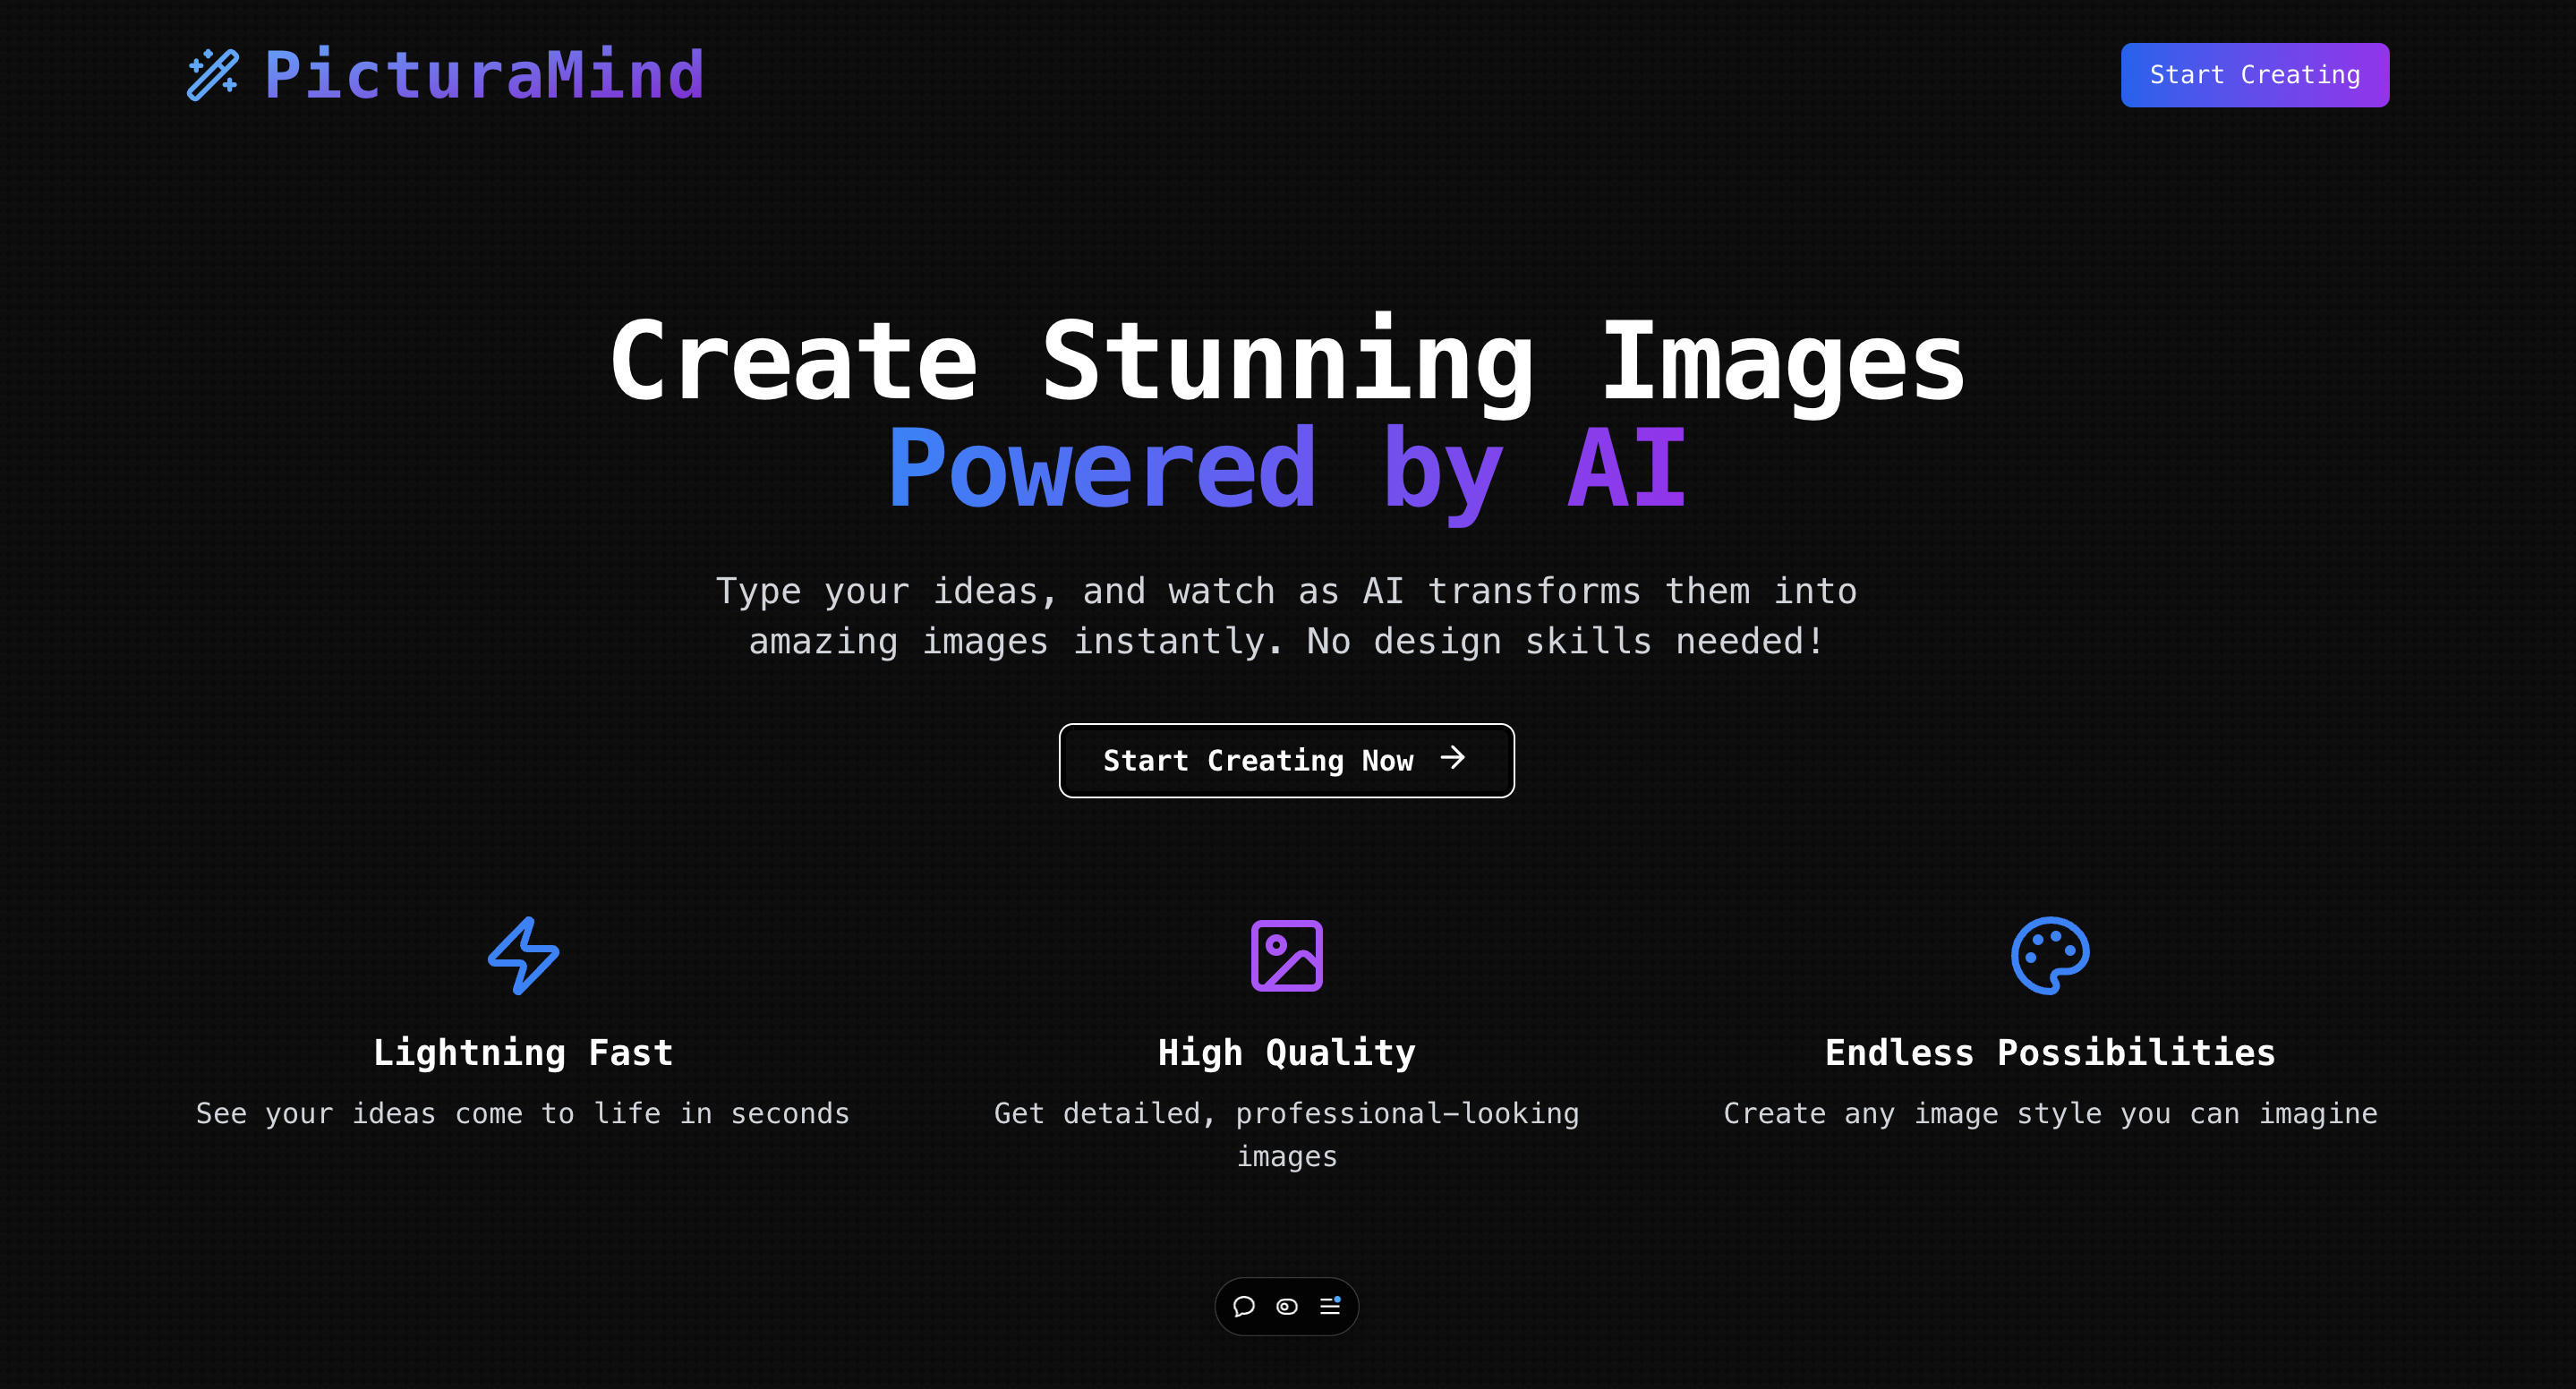 PicturaMind
Start Creating
Create Stunning Images
Powered by AI
Type your ideas, and watch as AI transforms them into
amazing images instantly. No design skills needed!
Start Creating Now
Lightning Fast
High Quality
Endless Possibilities
See your ideas come to life in seconds
Get detailed, professional-looking
images
Create any image style you can imagine